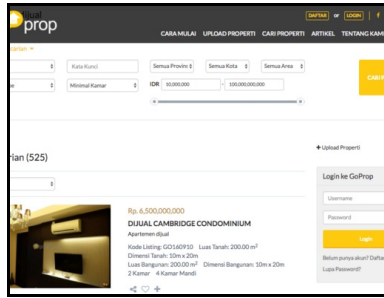 Dijual
prop
DAFTAR or LOGIN
CARA MULAI UPLOAD PROPERTI CARI PROPERTI ARTIKEL TENTANG KAMI
Kata Kunci
Semua Provins
Semua Kota
Semua Area
Minimal Kamar
IDR 10,000,000 - 100,000,000,000
CARI
+ Upload Properti
(525)
Login ke GoProp
Username
Password
Login
Belum punya akun? Daftar
Lupa Password?
Rp. 6,500,000,000
DIJUAL CAMBRIDGE CONDOMINIUM
Apartemen dijual
Kode Listing: GO160910 Luas Tanah: 200.00 m²
Dimensi Tanah: 10m x 20m
Luas Bangunan: 200.00 m² Dimensi Bangunan: 10m x 20m
2 Kamar 4 Kamar Mandi